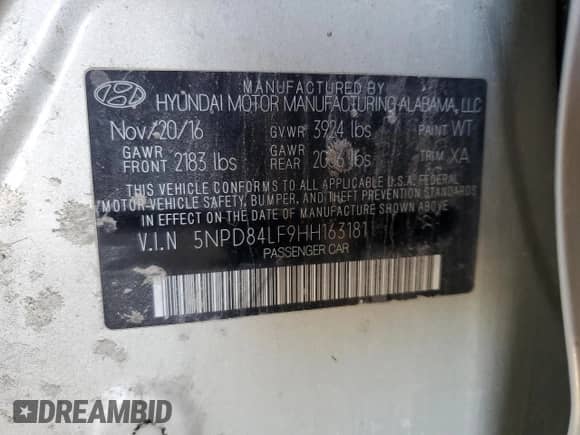 MANUFACTURED BY
HYUNDAI MOTOR MANUFACTURING ALABAMA, LLC
Nov/20/16 GVWR 3924 lbs PAINT WT
GAWR FRONT 2183 lbs GAWR REAR lbs TRIM XA
THIS VEHICLE CONFORMS TO ALL APPLICABLE U.S.A. FEDERAL
MOTOR VEHICLE SAFETY, BUMPER, AND THEFT PREVENTION STANDARDS
IN EFFECT ON THE DATE OF MANUFACTURE SHOWN ABOVE.
V.I.N 5NPD84LF9HH163181
PASSENGER CAR
DREAMBID